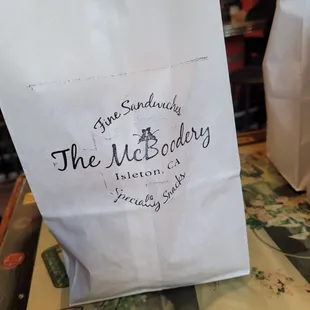 Fine Sandwiches
The McBoodery
Isleton, CA
Specialty Snacks